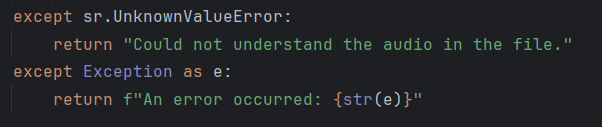 except sr.UnknownValueError:
    return "Could not understand the audio in the file."
except Exception as e:
    return f"An error occurred: {str(e)}"